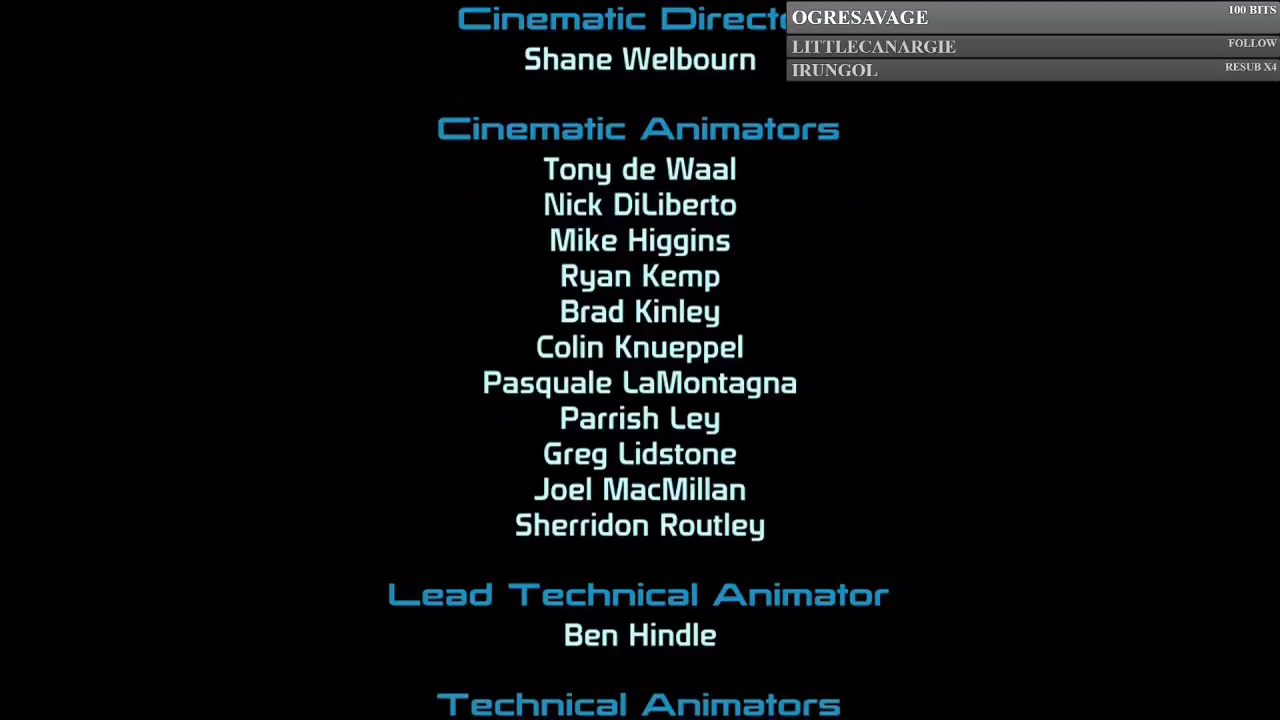 Cinematic Directo
Shane Welbourn
OGRESAVAGE 100 BITS
LITTLECANARGIE FOLLOW
IRUNGOL RESUB X4
Cinematic Animators
Tony de Waal
Nick DiLiberto
Mike Higgins
Ryan Kemp
Brad Kinley
Colin Knueppel
Pasquale LaMontagna
Parrish Ley
Greg Lidstone
Joel MacMillan
Sherridon Routley
Lead Technical Animator
Ben Hindle
Technical Animators